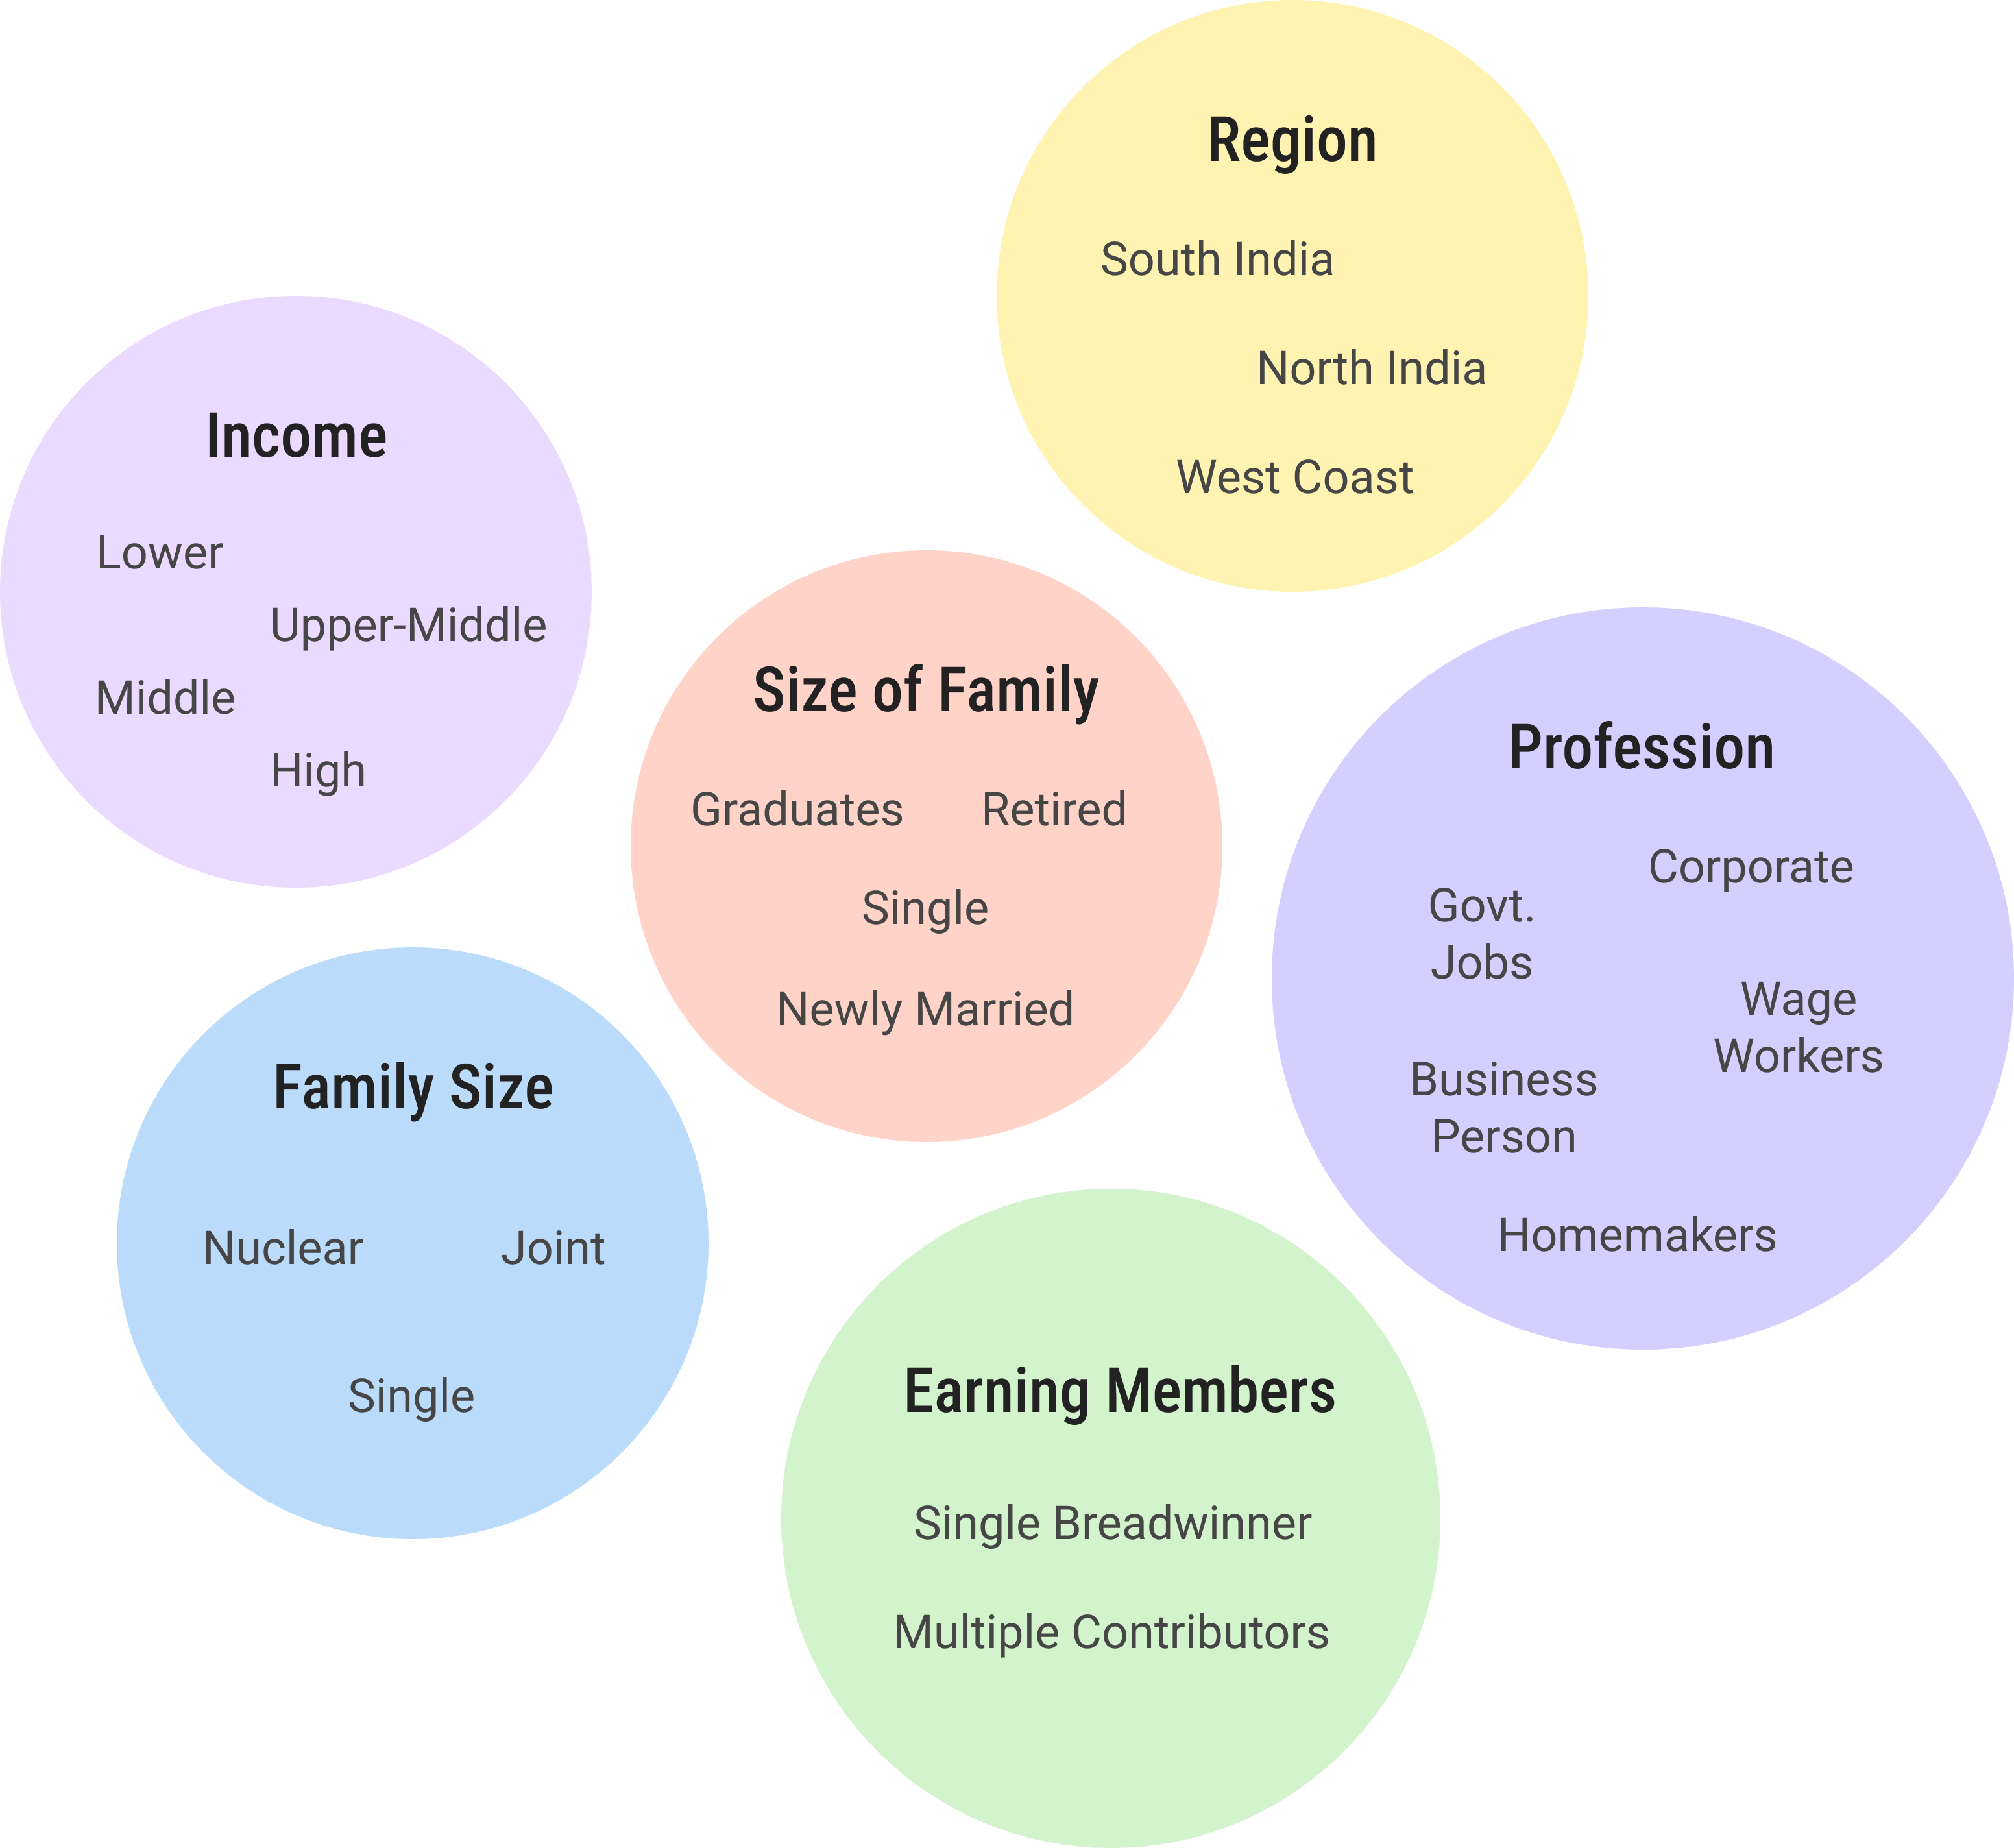 Region
South India
North India
West Coast
Income
Lower
Upper-Middle
Middle
High
Size of Family
Graduates
Retired
Single
Newly Married
Profession
Corporate
Govt.
Jobs
Wage
Workers
Business
Person
Homemakers
Family Size
Nuclear
Joint
Single
Earning Members
Single Breadwinner
Multiple Contributors